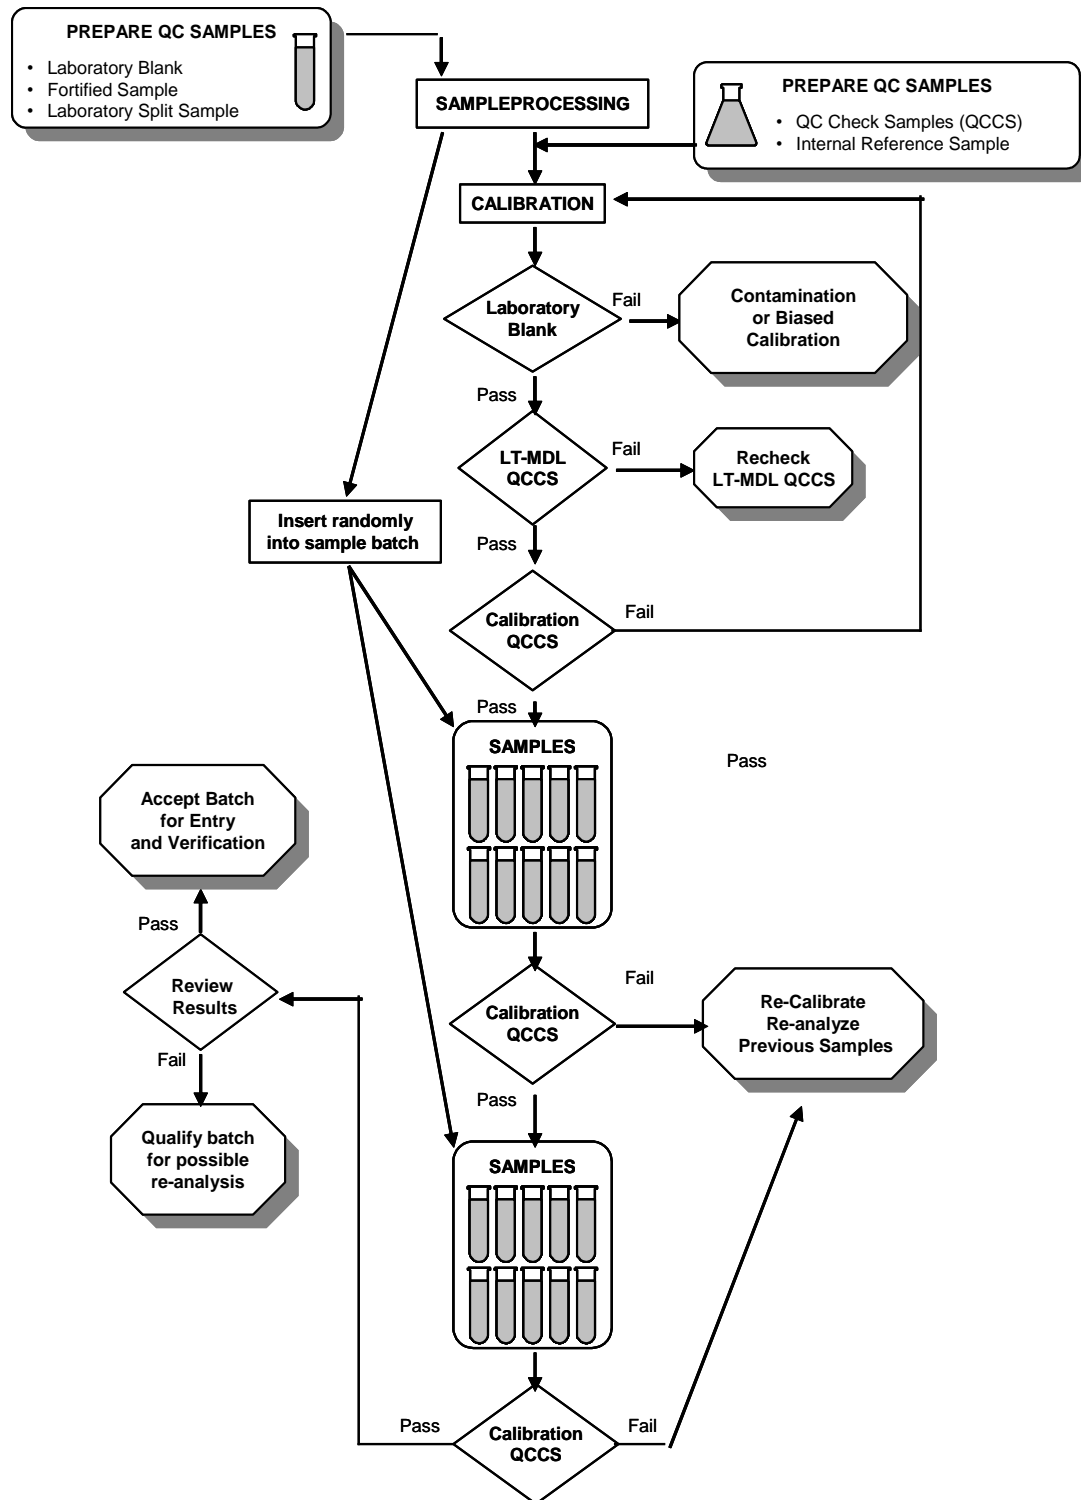 PREPARE QC SAMPLES
• Laboratory Blank
• Fortified Sample
• Laboratory Split Sample
SAMPLEPROCESSING
PREPARE QC SAMPLES
• QC Check Samples (QCCS)
• Internal Reference Sample
CALIBRATION
Laboratory
Blank
Fail
Contamination
or Biased
Calibration
Pass
LT-MDL
QCCS
Fail
Recheck
LT-MDL QCCS
Insert randomly
into sample batch
Pass
Calibration
QCCS
Fail
Pass
SAMPLES
Pass
Accept Batch
for Entry
and Verification
Pass
Review
Results
Fail
Calibration
QCCS
Fail
Re-Calibrate
Re-analyze
Previous Samples
Pass
Qualify batch
for possible
re-analysis
SAMPLES
Pass
Calibration
QCCS
Fail